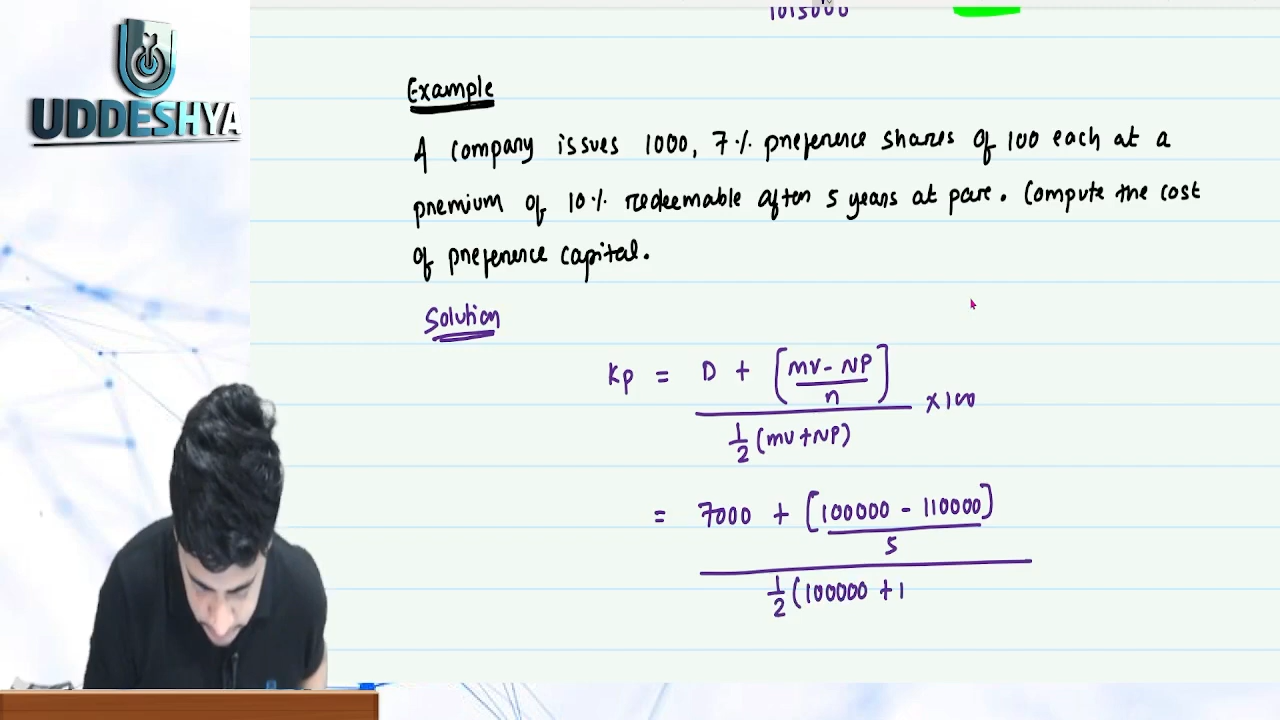 1015000
UDDESHYA
Example
A company issues 1000, 7% preference shares of 100 each at a
premium of 10% redeemable after 5 years at par. Compute the cost
of preference capital.
Solution
Kp = D + [MV - NP
n]
1/2 (MV + NP) × 100
= 7000 + [100000 - 110000
5]
1/2 (100000 + 1